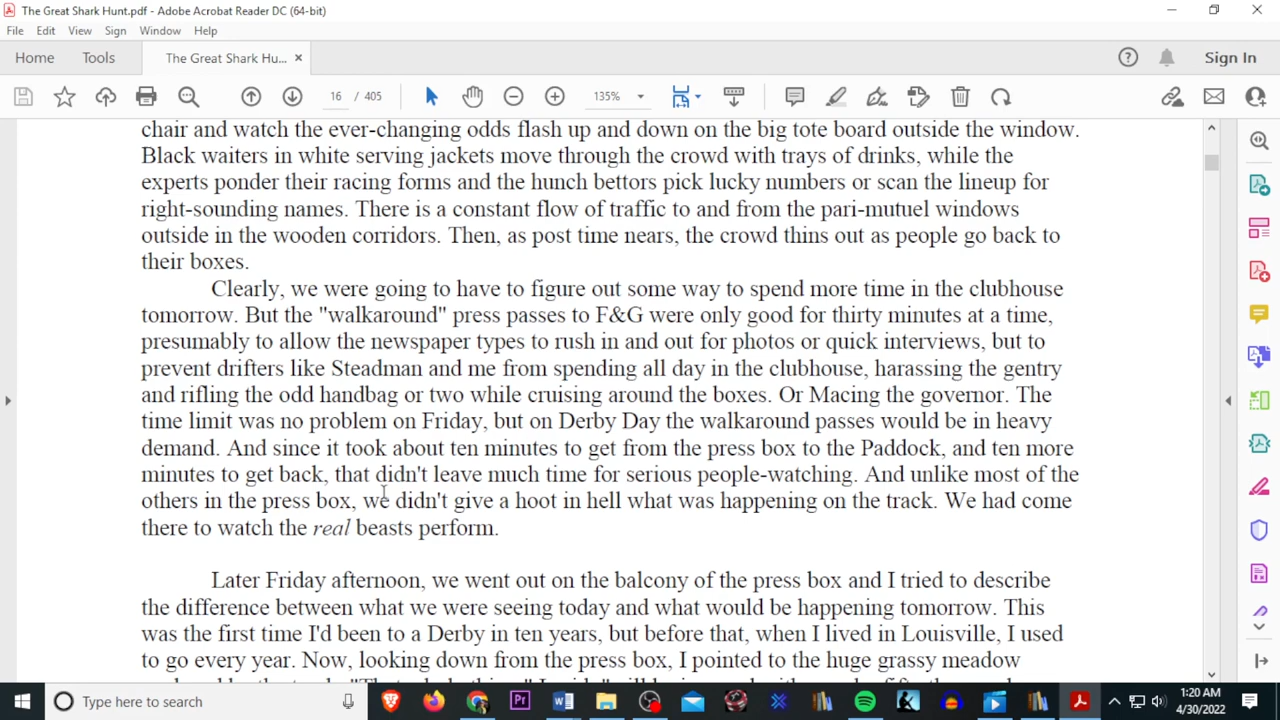 The Great Shark Hunt.pdf - Adobe Acrobat Reader DC (64-bit)
File Edit View Sign Window Help
Home Tools The Great Shark Hu... Sign In
16 / 405 135%
chair and watch the ever-changing odds flash up and down on the big tote board outside the window.
Black waiters in white serving jackets move through the crowd with trays of drinks, while the
experts ponder their racing forms and the hunch bettors pick lucky numbers or scan the lineup for
right-sounding names. There is a constant flow of traffic to and from the pari-mutuel windows
outside in the wooden corridors. Then, as post time nears, the crowd thins out as people go back to
their boxes.
Clearly, we were going to have to figure out some way to spend more time in the clubhouse
tomorrow. But the "walkaround" press passes to F&G were only good for thirty minutes at a time,
presumably to allow the newspaper types to rush in and out for photos or quick interviews, but to
prevent drifters like Steadman and me from spending all day in the clubhouse, harassing the gentry
and rifling the odd handbag or two while cruising around the boxes. Or Macing the governor. The
time limit was no problem on Friday, but on Derby Day the walkaround passes would be in heavy
demand. And since it took about ten minutes to get from the press box to the Paddock, and ten more
minutes to get back, that didn't leave much time for serious people-watching. And unlike most of the
others in the press box, we didn't give a hoot in hell what was happening on the track. We had come
there to watch the real beasts perform.
Later Friday afternoon, we went out on the balcony of the press box and I tried to describe
the difference between what we were seeing today and what would be happening tomorrow. This
was the first time I'd been to a Derby in ten years, but before that, when I lived in Louisville, I used
to go every year. Now, looking down from the press box, I pointed to the huge grassy meadow
Type here to search
1:20 AM
4/30/2022